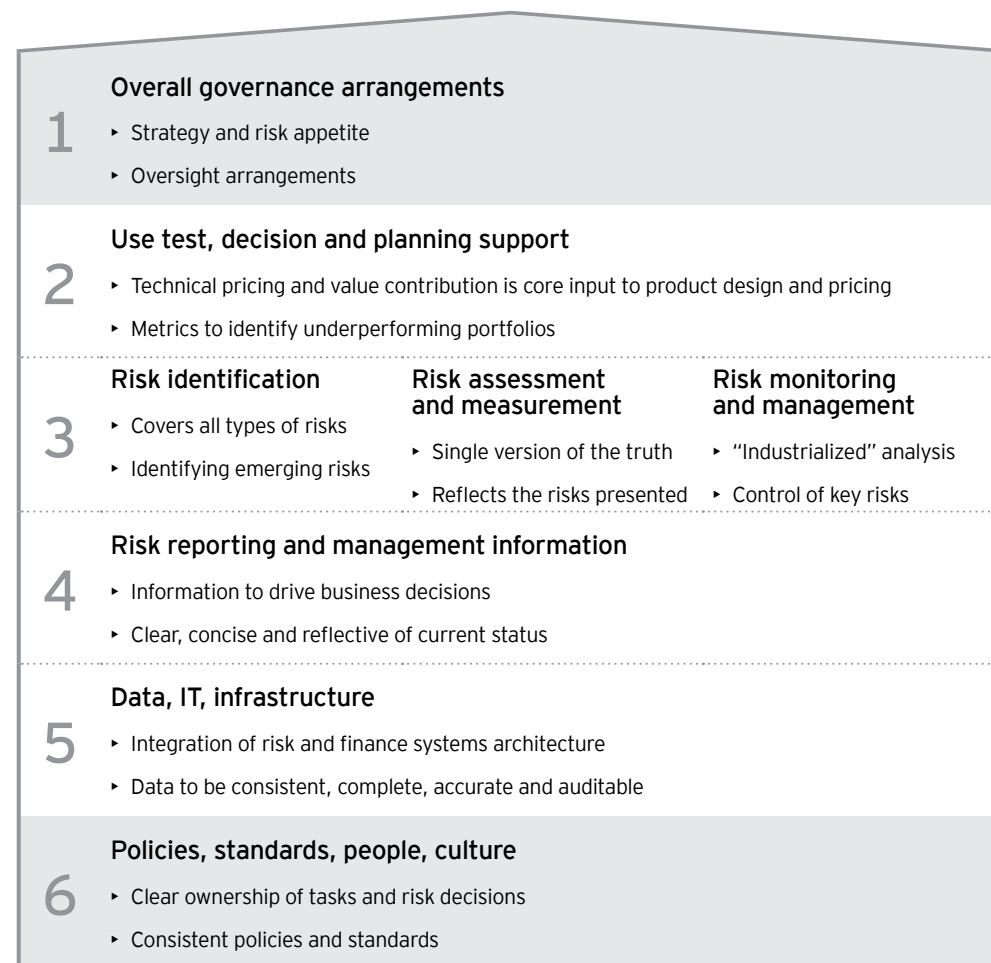 1
Overall governance arrangements
‣ Strategy and risk appetite
‣ Oversight arrangements
2
Use test, decision and planning support
‣ Technical pricing and value contribution is core input to product design and pricing
‣ Metrics to identify underperforming portfolios
3
Risk identification
‣ Covers all types of risks
‣ Identifying emerging risks
Risk assessment
and measurement
‣ Single version of the truth
‣ Reflects the risks presented
Risk monitoring
and management
‣ “Industrialized” analysis
‣ Control of key risks
4
Risk reporting and management information
‣ Information to drive business decisions
‣ Clear, concise and reflective of current status
5
Data, IT, infrastructure
‣ Integration of risk and finance systems architecture
‣ Data to be consistent, complete, accurate and auditable
6
Policies, standards, people, culture
‣ Clear ownership of tasks and risk decisions
‣ Consistent policies and standards